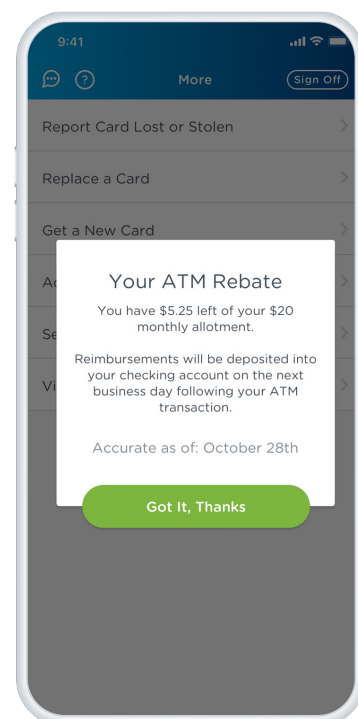 9:41
More
Sign Off
Report Card Lost or Stolen
Replace a Card
Get a New Card
Your ATM Rebate
You have $5.25 left of your $20
monthly allotment.
Reimbursements will be deposited into
your checking account on the next
business day following your ATM
transaction.
Accurate as of: October 28th
Got It, Thanks